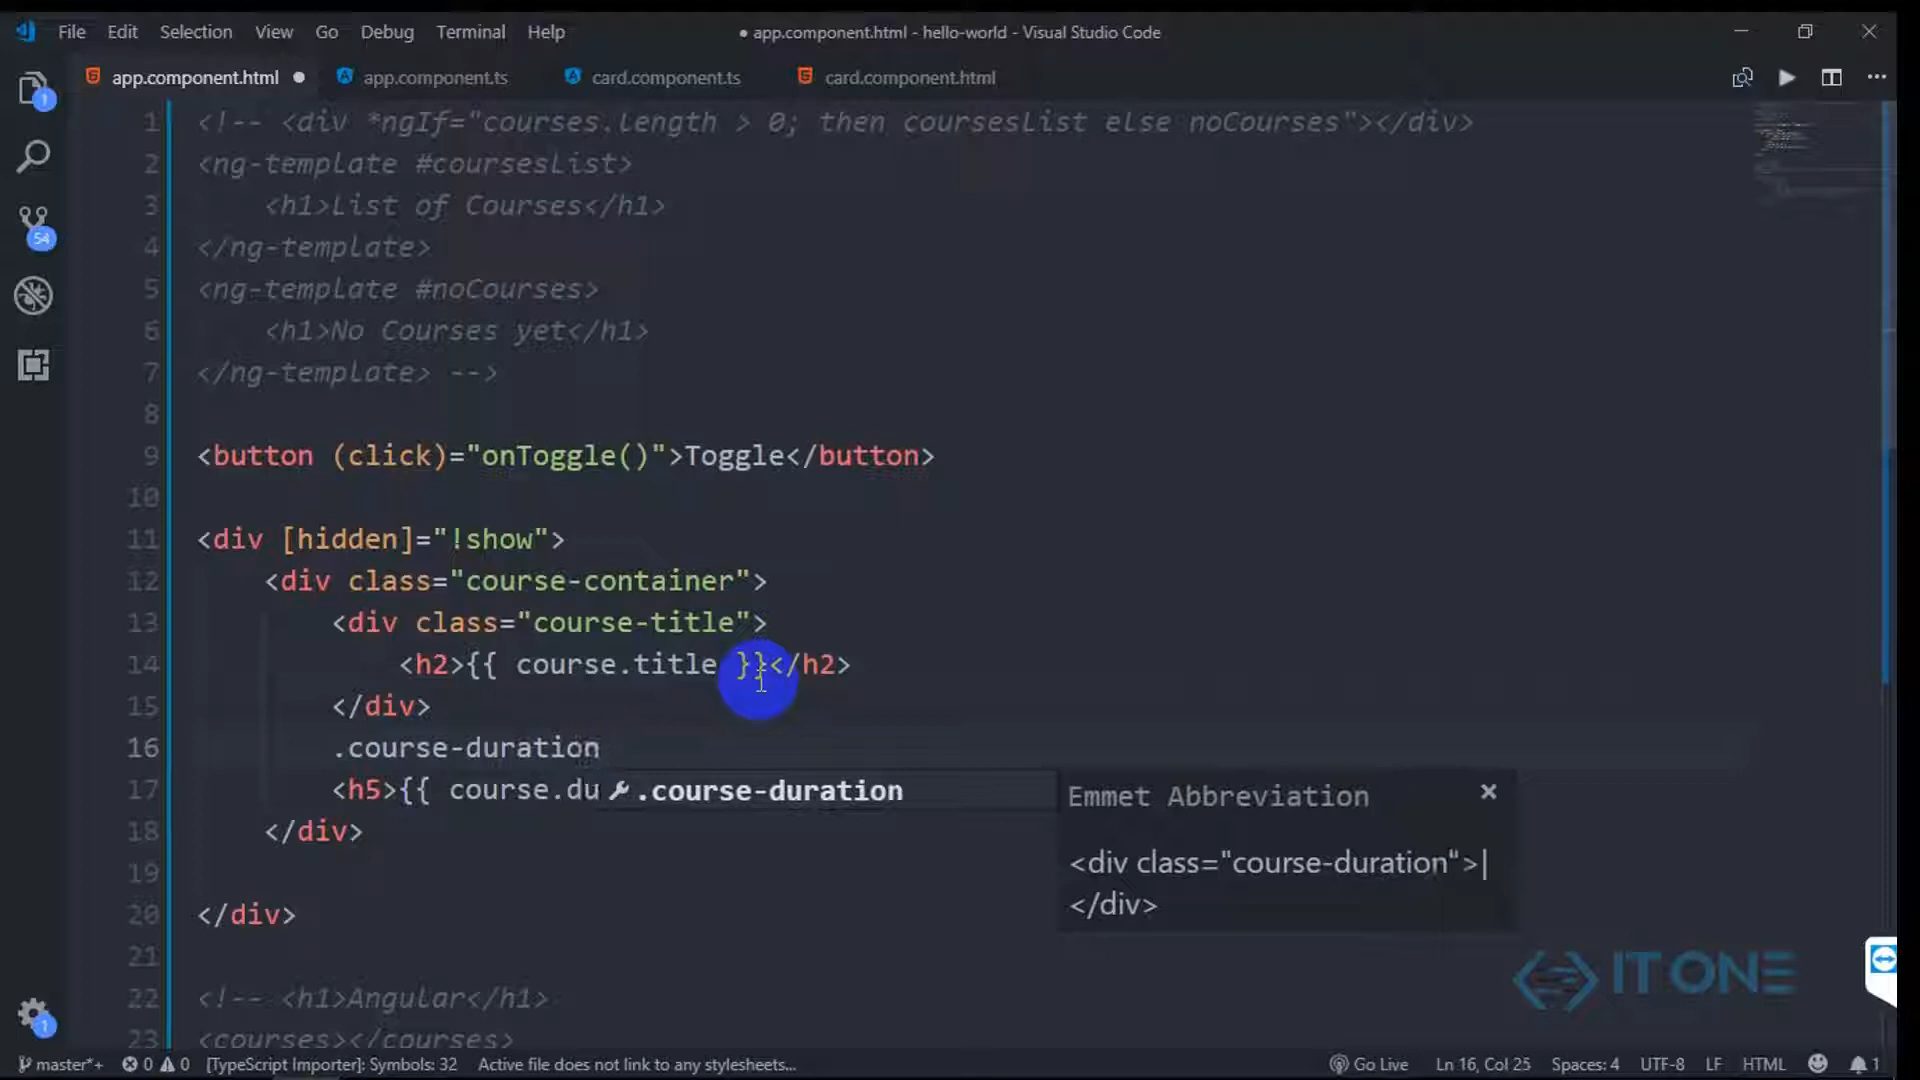 File Edit Selection View Go Debug Terminal Help
● app.component.html - hello-world - Visual Studio Code
app.component.html ● app.component.ts card.component.ts card.component.html
1 <!-- <div *ngIf="courses.length > 0; then coursesList else noCourses"></div>
2 <ng-template #coursesList>
3 <h1>List of Courses</h1>
4 </ng-template>
5 <ng-template #noCourses>
6 <h1>No Courses yet</h1>
7 </ng-template> -->
8
9 <button (click)="onToggle()">Toggle</button>
10
11 <div [hidden]="!show">
12 <div class="course-container">
13 <div class="course-title">
14 <h2>{{ course.title }}</h2>
15 </div>
16 .course-duration
17 <h5>{{ course.du .course-duration
Emmet Abbreviation ×
<div class="course-duration">|
</div>
18 </div>
19
20 </div>
21
22 <!-- <h1>Angular</h1>
23 <courses></courses>
1
54
1
IT ONE
master*+ 0 0 [TypeScript Importer]: Symbols: 32 Active file does not link to any stylesheets... Go Live Ln 16, Col 25 Spaces: 4 UTF-8 LF HTML 1